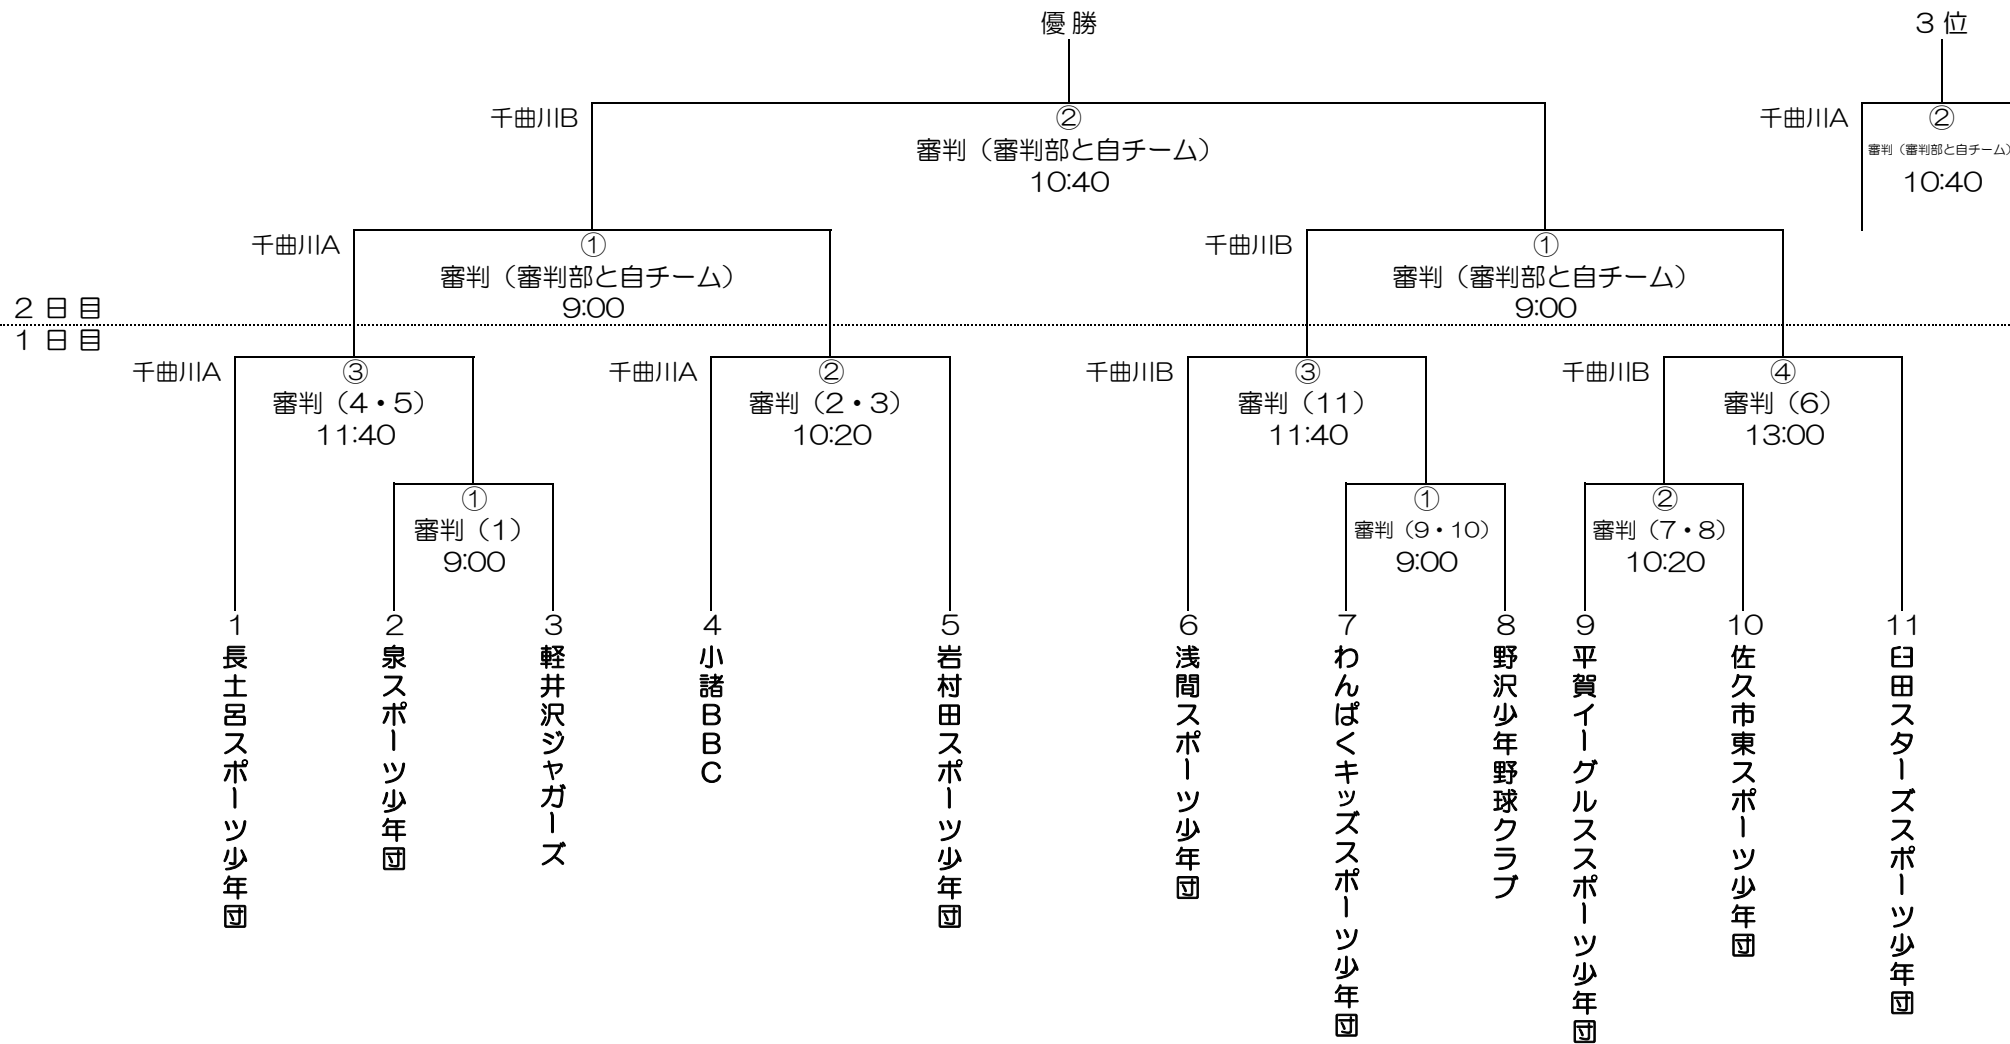 優 勝
３ 位
千曲川B
②
審判（審判部と自チーム）
10:40
千曲川A
②
審判（審判部と自チーム）
10:40
千曲川A
①
審判（審判部と自チーム）
9:00
千曲川B
①
審判（審判部と自チーム）
9:00
２ 日 目
１ 日 目
千曲川A
③
審判（4・5）
11:40
千曲川A
②
審判（2・3）
10:20
千曲川B
③
審判（11）
11:40
千曲川B
④
審判（6）
13:00
①
審判（1）
9:00
①
審判（9・10）
9:00
②
審判（7・8）
10:20
1
長土呂スポーツ少年団
2
泉スポーツ少年団
3
軽井沢ジャガーズ
4
小諸ＢＢＣ
5
岩村田スポーツ少年団
6
浅間スポーツ少年団
7
わんぱくキッズスポーツ少年団
8
野沢少年野球クラブ
9
平賀イーグルススポーツ少年団
10
佐久市東スポーツ少年団
11
臼田スターズスポーツ少年団